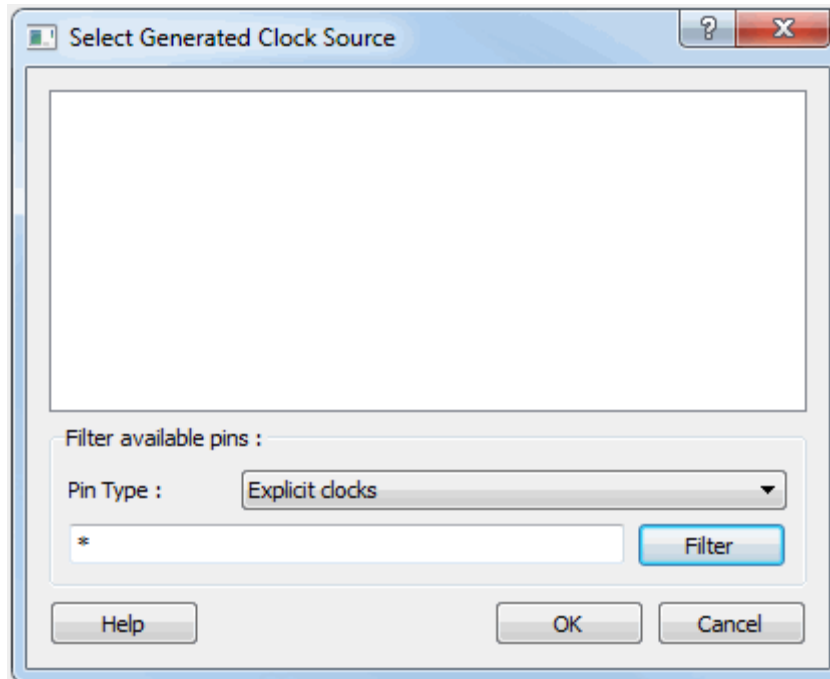 Select Generated Clock Source
Filter available pins :
Pin Type : Explicit clocks
* Filter
Help OK Cancel